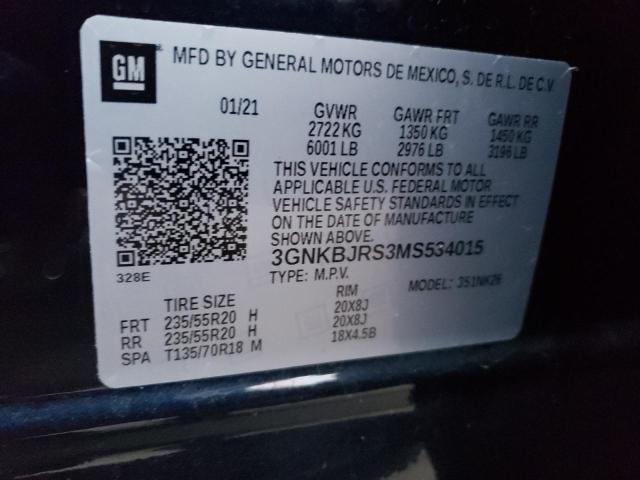 GM
MFD BY GENERAL MOTORS DE MEXICO, S. DE R.L. DE C.V.
01/21 GVWR GAWR FRT GAWR RR
2722 KG 1350 KG 1450 KG
6001 LB 2976 LB 3196 LB
THIS VEHICLE CONFORMS TO ALL
APPLICABLE U.S. FEDERAL MOTOR
VEHICLE SAFETY STANDARDS IN EFFECT
ON THE DATE OF MANUFACTURE
SHOWN ABOVE.
3GNKBJRS3MS534015
328E
TYPE: M.P.V. MODEL: 351NK26
TIRE SIZE RIM
FRT 235/55R20 H 20X8J
RR 235/55R20 H 20X8J
SPA T135/70R18 M 18X4.5B